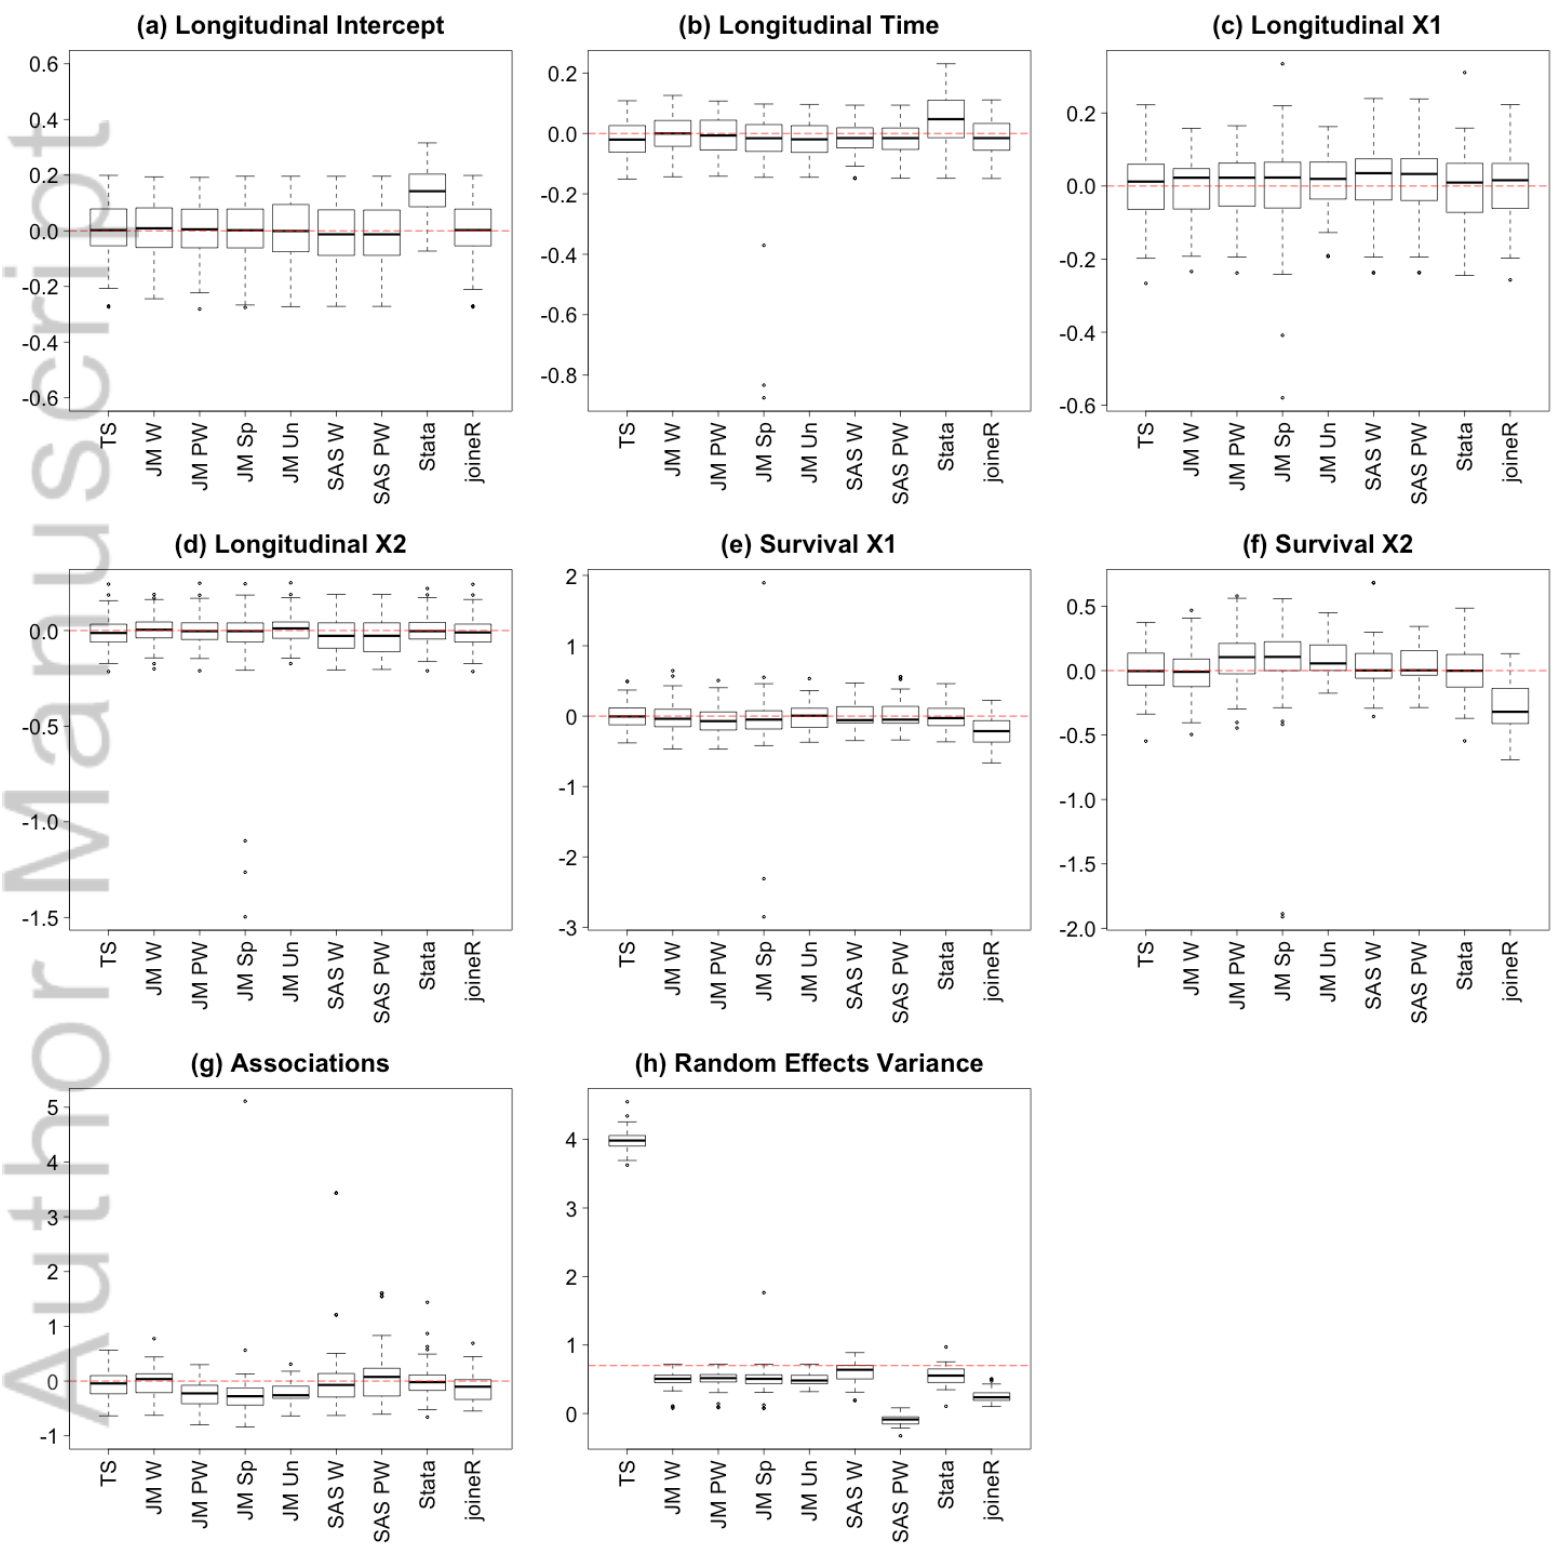 (a) Longitudinal Intercept
0.6
0.4
0.2
0.0
-0.2
-0.4
-0.6
TS
JM W
JM PW
JM Sp
JM Un
SAS W
SAS PW
Stata
joineR
(b) Longitudinal Time
0.2
0.0
-0.2
-0.4
-0.6
-0.8
TS
JM W
JM PW
JM Sp
JM Un
SAS W
SAS PW
Stata
joineR
(c) Longitudinal X1
0.2
0.0
-0.2
-0.4
-0.6
TS
JM W
JM PW
JM Sp
JM Un
SAS W
SAS PW
Stata
joineR
(d) Longitudinal X2
0.0
-0.5
-1.0
-1.5
TS
JM W
JM PW
JM Sp
JM Un
SAS W
SAS PW
Stata
joineR
(e) Survival X1
2
1
0
-1
-2
-3
TS
JM W
JM PW
JM Sp
JM Un
SAS W
SAS PW
Stata
joineR
(f) Survival X2
0.5
0.0
-0.5
-1.0
-1.5
-2.0
TS
JM W
JM PW
JM Sp
JM Un
SAS W
SAS PW
Stata
joineR
(g) Associations
5
4
3
2
1
0
-1
TS
JM W
JM PW
JM Sp
JM Un
SAS W
SAS PW
Stata
joineR
(h) Random Effects Variance
4
3
2
1
0
TS
JM W
JM PW
JM Sp
JM Un
SAS W
SAS PW
Stata
joineR
Author Manuscript